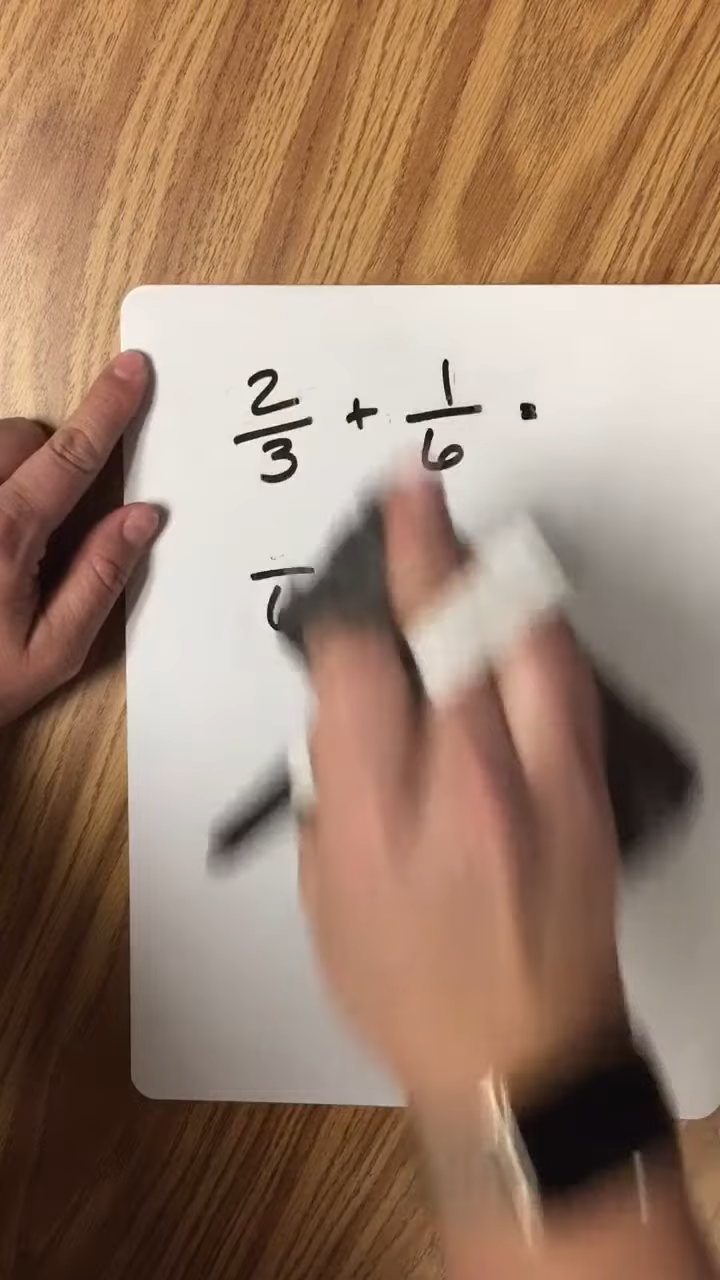 2/3 + 1/6 =